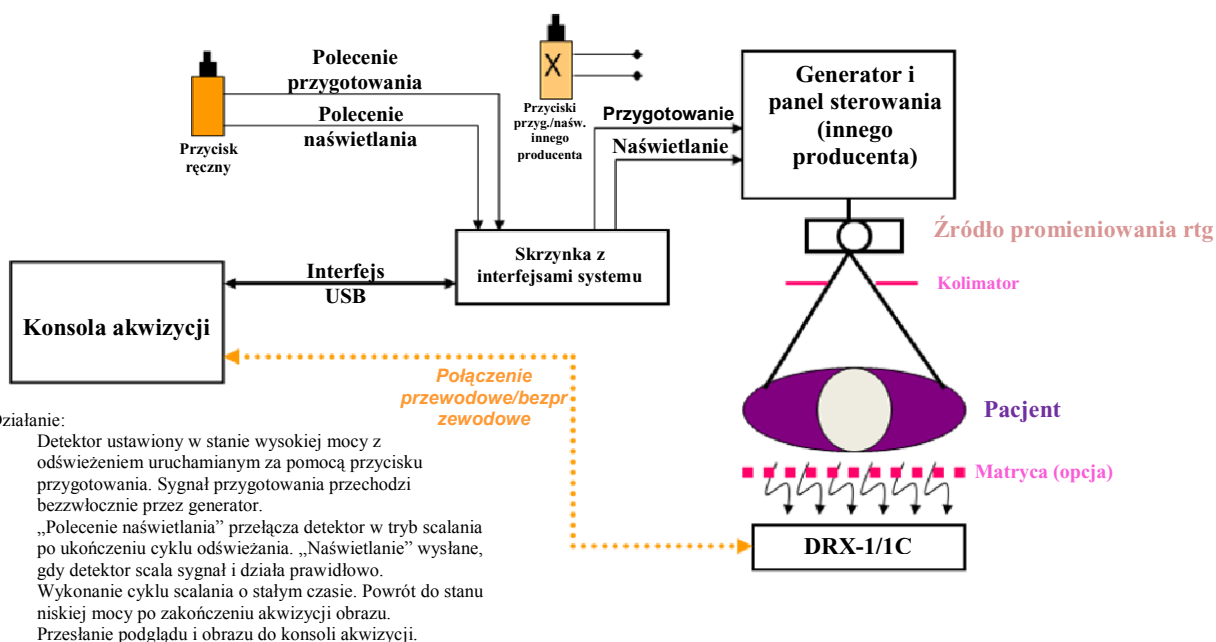 Polecenie
przygotowania
Polecenie
naświetlania
Przycisk
ręczny
X
Przyciski
przyg./naśw.
innego
producenta
Przygotowanie
Naświetlanie
Generator i
panel sterowania
(innego
producenta)
Źródło promieniowania rtg
Kolimator
Skrzynka z
interfejsami systemu
Interfejs
USB
Konsola akwizycji
Połączenie
przewodowe/bezpr
zewodowe
Pacjent
Matryca (opcja)
DRX-1/1C
Działanie:
Detektor ustawiony w stanie wysokiej mocy z
odświeżeniem uruchamianym za pomocą przycisku
przygotowania. Sygnał przygotowania przechodzi
bezzwłocznie przez generator.
„Polecenie naświetlania” przełącza detektor w tryb scalania
po ukończeniu cyklu odświeżania. „Naświetlanie” wysłane,
gdy detektor scala sygnał i działa prawidłowo.
Wykonanie cyklu scalania o stałym czasie. Powrót do stanu
niskiej mocy po zakończeniu akwizycji obrazu.
Przesłanie podglądu i obrazu do konsoli akwizycji.